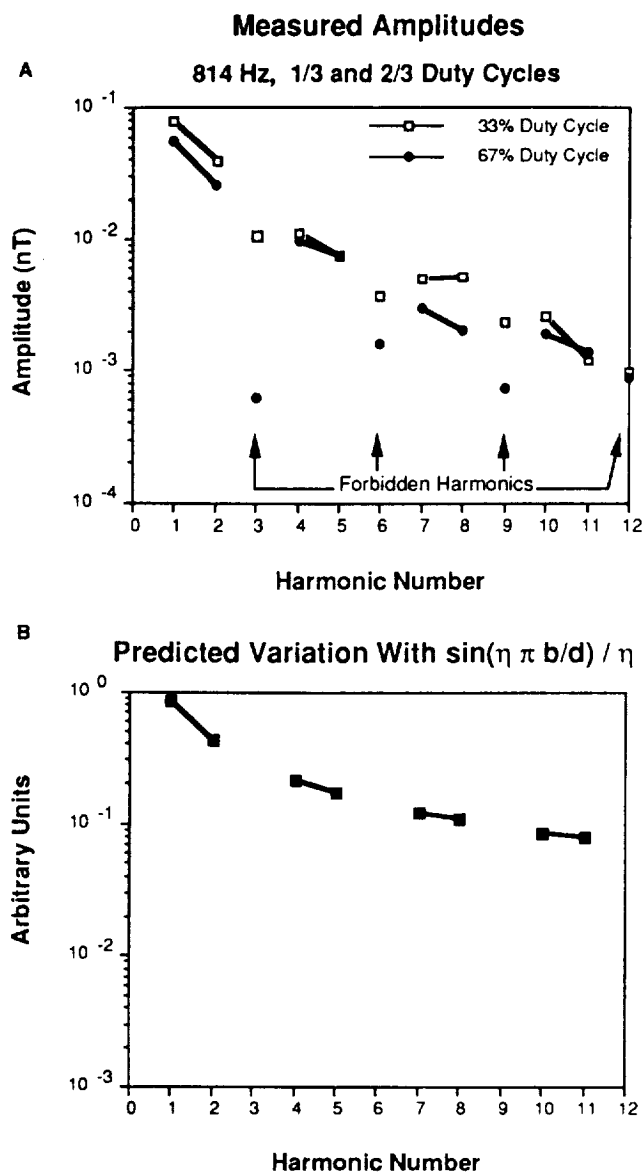 Measured Amplitudes
A
814 Hz, 1/3 and 2/3 Duty Cycles
10^-1
10^-2
10^-3
10^-4
Amplitude (nT)
33% Duty Cycle
67% Duty Cycle
Forbidden Harmonics
0 1 2 3 4 5 6 7 8 9 10 11 12
Harmonic Number
B
Predicted Variation With sin(η π b/d) / η
10^0
10^-1
10^-2
10^-3
Arbitrary Units
0 1 2 3 4 5 6 7 8 9 10 11 12
Harmonic Number